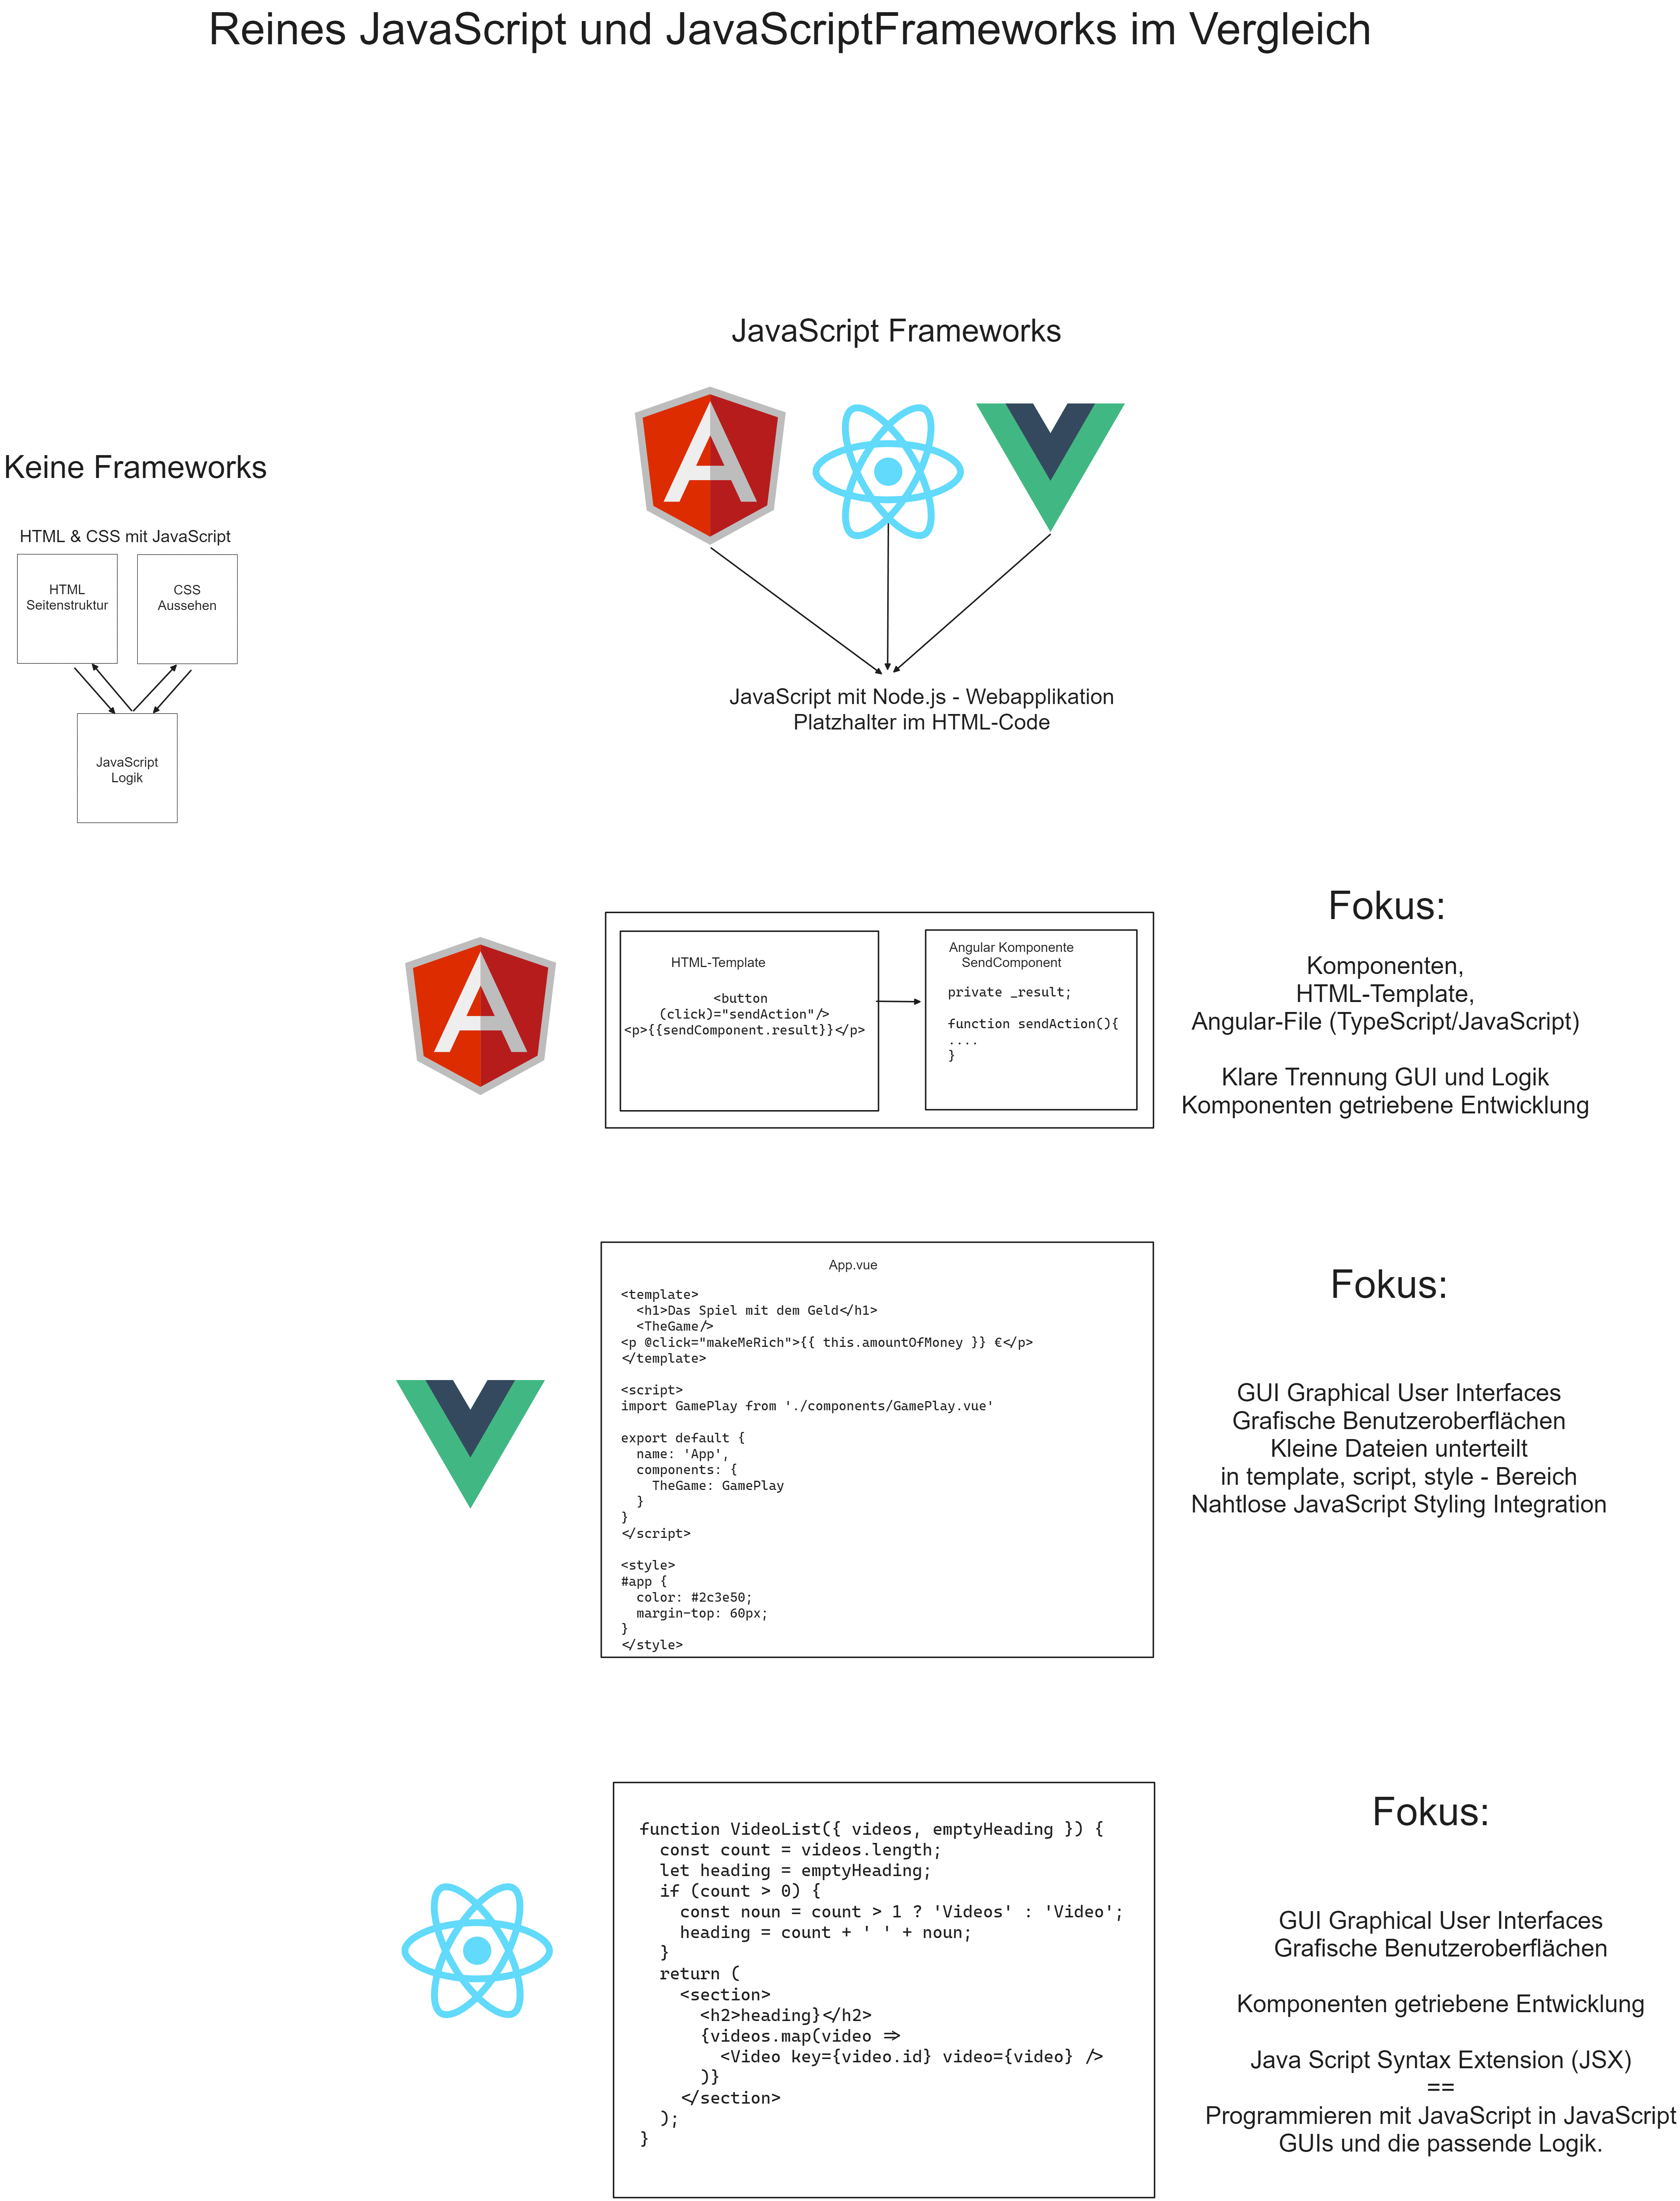 Reines JavaScript und JavaScriptFrameworks im Vergleich
JavaScript Frameworks
Keine Frameworks
HTML & CSS mit JavaScript
HTML
Seitenstruktur
CSS
Aussehen
JavaScript
Logik
JavaScript mit Node.js - Webapplikation
Platzhalter im HTML-Code
HTML-Template
<button
(click)="sendAction"/>
<p>{{sendComponent.result}}</p>
Angular Komponente
SendComponent
private _result;
function sendAction(){
....
}
Fokus:
Komponenten,
HTML-Template,
Angular-File (TypeScript/JavaScript)
Klare Trennung GUI und Logik
Komponenten getriebene Entwicklung
App.vue
<template>
  <h1>Das Spiel mit dem Geld</h1>
  <TheGame/>
<p @click="makeMeRich">{{ this.amountOfMoney }} €</p>
</template>
<script>
import GamePlay from './components/GamePlay.vue'
export default {
  name: 'App',
  components: {
    TheGame: GamePlay
  }
}
</script>
<style>
#app {
  color: #2c3e50;
  margin-top: 60px;
}
</style>
Fokus:
GUI Graphical User Interfaces
Grafische Benutzeroberflächen
Kleine Dateien unterteilt
in template, script, style - Bereich
Nahtlose JavaScript Styling Integration
function VideoList({ videos, emptyHeading }) {
  const count = videos.length;
  let heading = emptyHeading;
  if (count > 0) {
    const noun = count > 1 ? 'Videos' : 'Video';
    heading = count + ' ' + noun;
  }
  return (
    <section>
      <h2>heading}</h2>
      {videos.map(video =>
        <Video key={video.id} video={video} />
      )}
    </section>
  );
}
Fokus:
GUI Graphical User Interfaces
Grafische Benutzeroberflächen
Komponenten getriebene Entwicklung
Java Script Syntax Extension (JSX)
==
Programmieren mit JavaScript in JavaScript
GUIs und die passende Logik.